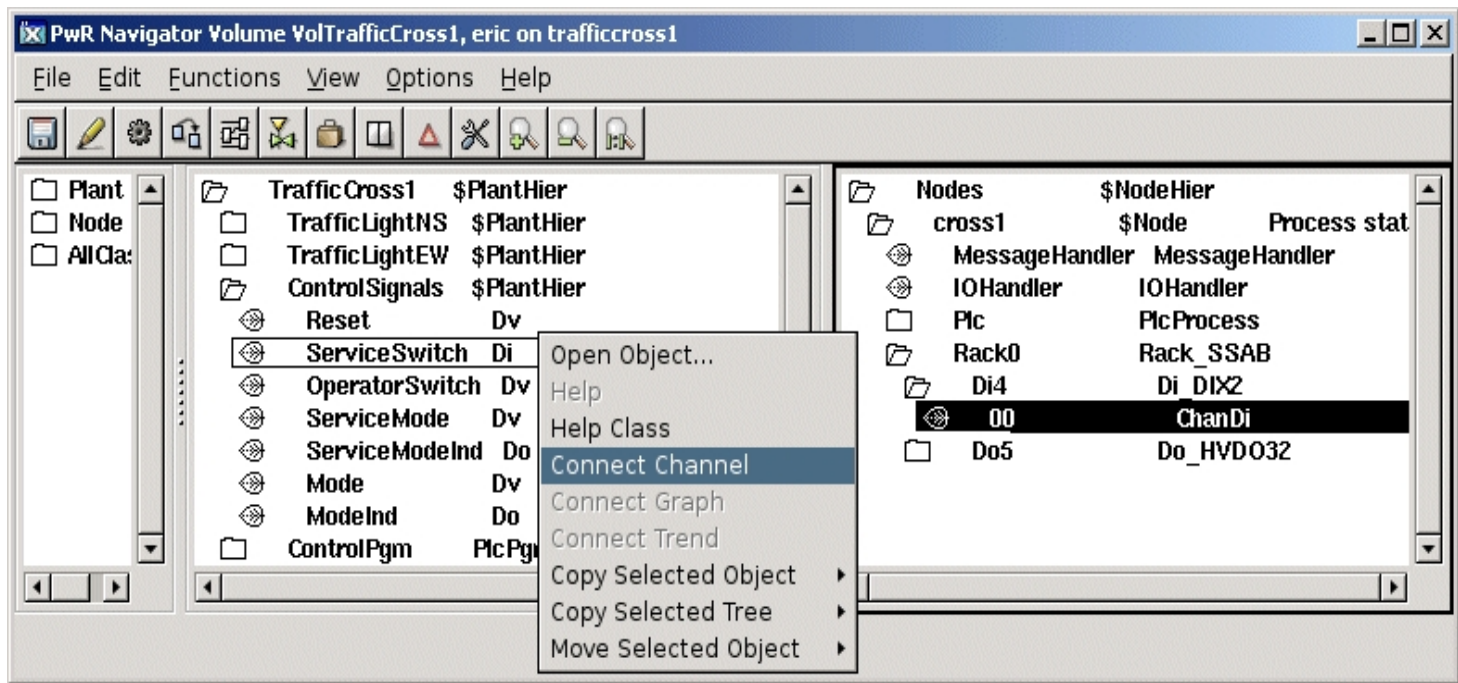 PwR Navigator Volume VolTrafficCross1, eric on trafficcross1
File Edit Functions View Options Help
Plant
Node
AllClas
TrafficCross1 $PlantHier
TrafficLightNS $PlantHier
TrafficLightEW $PlantHier
ControlSignals $PlantHier
Reset Dv
ServiceSwitch Di
OperatorSwitch Dv
ServiceMode Dv
ServiceModeInd Do
Mode Dv
ModeInd Do
ControlPgm PlcPgm
Open Object...
Help
Help Class
Connect Channel
Connect Graph
Connect Trend
Copy Selected Object
Copy Selected Tree
Move Selected Object
Nodes $NodeHier
cross1 $Node Process stat
MessageHandler MessageHandler
IOHandler IOHandler
Plc PlcProcess
Rack0 Rack_SSAB
Di4 Di_DIX2
00 ChanDi
Do5 Do_HVDO32